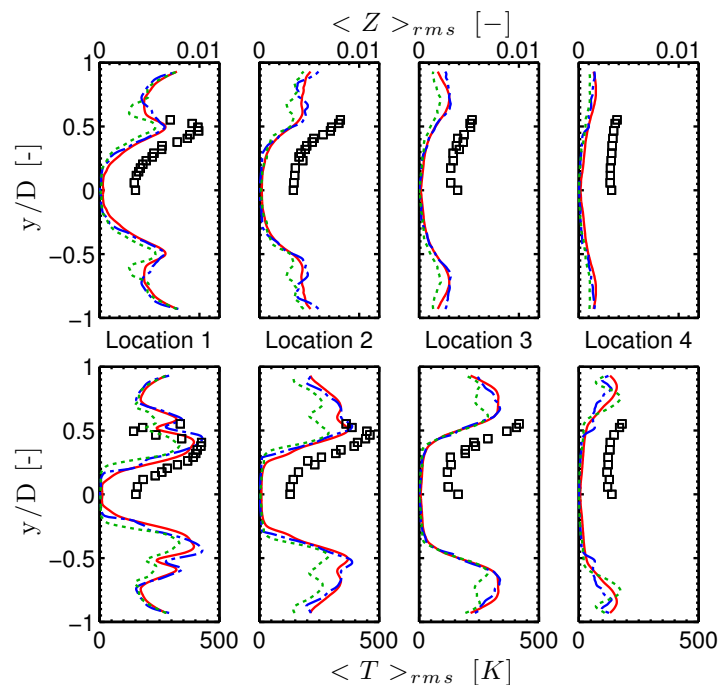 < Z >rms [−]
0 0.01 0 0.01 0 0.01 0 0.01
1
0.5
0
−0.5
−1
y/D [-]
Location 1 Location 2 Location 3 Location 4
1
0.5
0
−0.5
−1
y/D [-]
0 500 0 500 0 500 0 500
< T >rms [K]